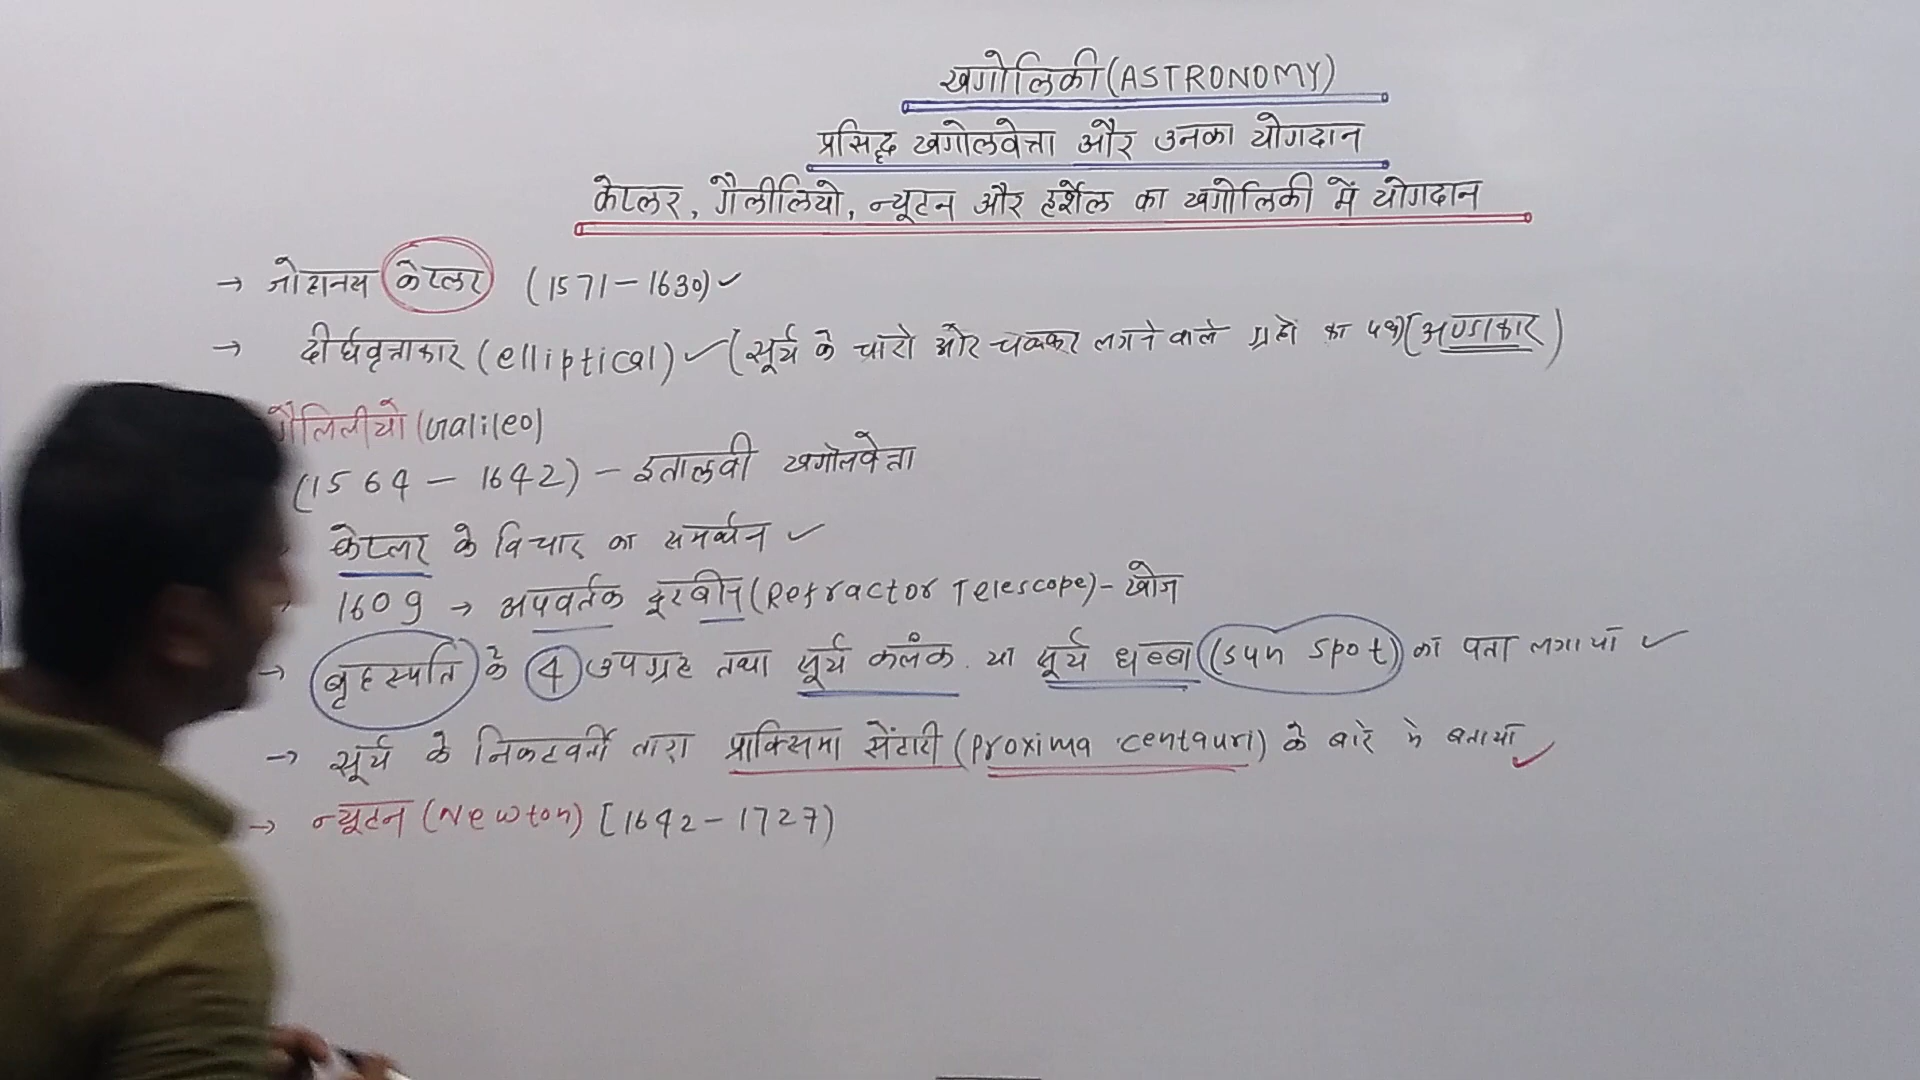 खगोलिकी (ASTRONOMY)
प्रसिद्ध खगोलवेत्ता और उनका योगदान
केप्लर, गैलीलियो, न्यूटन और हर्शेल का खगोलिकी में योगदान
→ जोहानस केप्लर (1571-1630) ✓
→ दीर्घवृत्ताकार (elliptical) ✓ (सूर्य के चारो ओर चक्कर लगाने वाले ग्रहो का पथ) (अण्डाकार)
गैलिलीयो (Galileo)
(1564 - 1642) - इतालवी खगोलवेत्ता
केप्लर के विचार का समर्थन ✓
1609 → अपवर्तक दूरबीन (Refractor Telescope) - खोज
→ बृहस्पति के 4 उपग्रह तथा सूर्य कलंक या सूर्य धब्बा (sun spot) का पता लगाया ✓
→ सूर्य के निकटवर्ती तारा प्राक्सिमा सेंटारी (Proxima Centauri) के बारे मे बताया ✓
→ न्यूटन (Newton) [1642-1727)